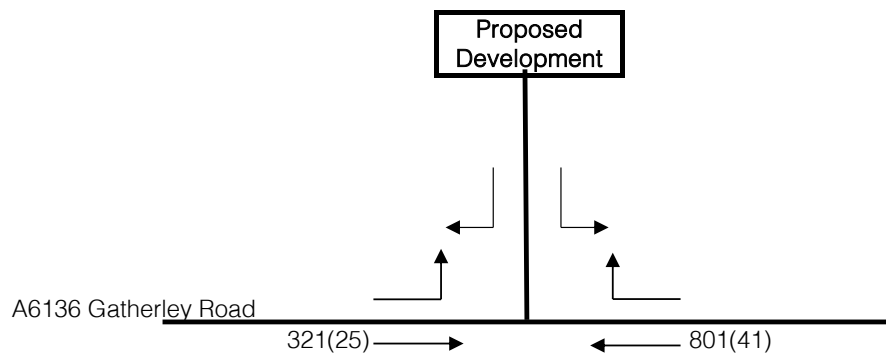 Proposed
Development
A6136 Gatherley Road
321(25)
801(41)